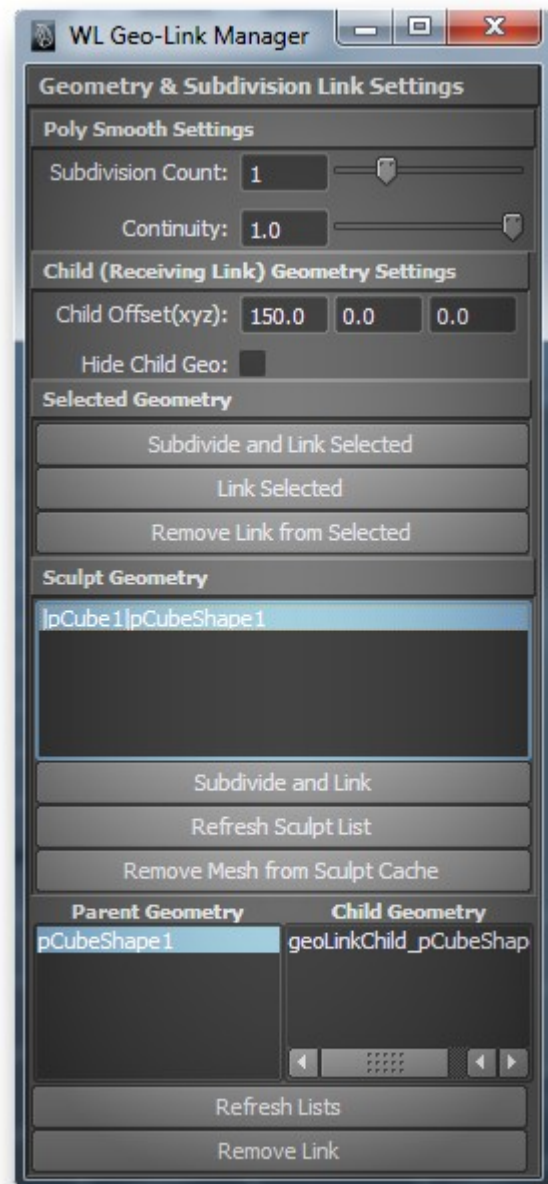 WL Geo-Link Manager
Geometry & Subdivision Link Settings
Poly Smooth Settings
Subdivision Count: 1
Continuity: 1.0
Child (Receiving Link) Geometry Settings
Child Offset(xyz): 150.0 0.0 0.0
Hide Child Geo:
Selected Geometry
Subdivide and Link Selected
Link Selected
Remove Link from Selected
Sculpt Geometry
|pCube1|pCubeShape1
Subdivide and Link
Refresh Sculpt List
Remove Mesh from Sculpt Cache
Parent Geometry Child Geometry
pCubeShape1 geoLinkChild_pCubeShap
Refresh Lists
Remove Link